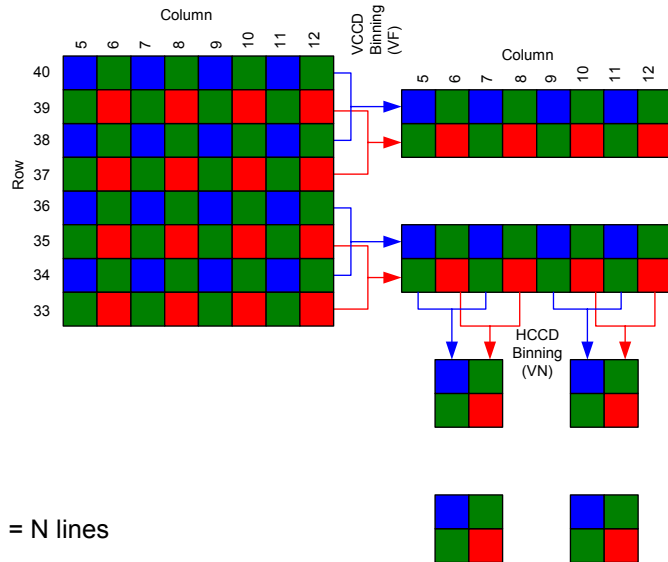 Column
5 6 7 8 9 10 11 12
VCCD
Binning
(VF)
Column
5 6 7 8 9 10 11 12
Row
40
39
38
37
36
35
34
33
HCCD
Binning
(VN)
= N lines